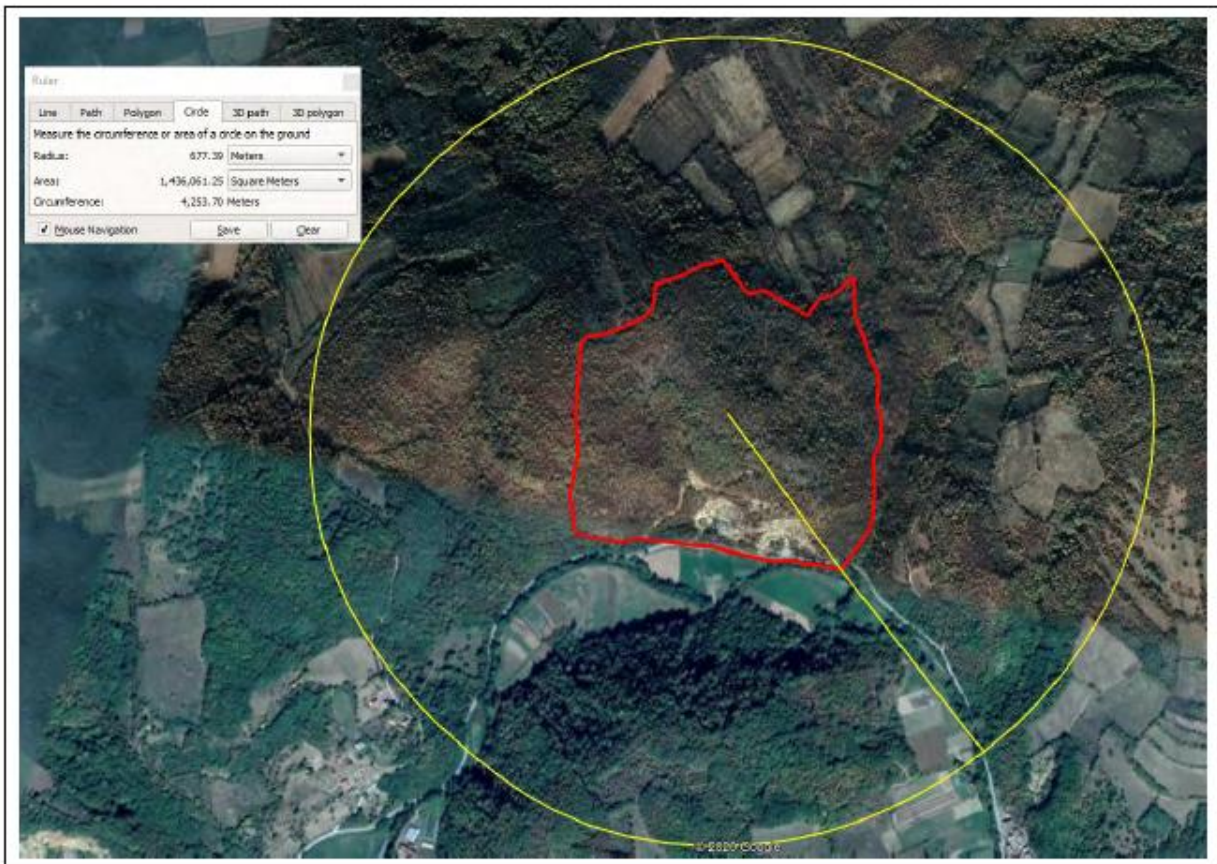 Ruler
Line Path Polygon Circle 3D path 3D polygon
Measure the circumference or area of a circle on the ground
Radius: 677.39 Meters
Area: 1,436,061.25 Square Meters
Circumference: 4,253.70 Meters
Mouse Navigation Save Clear
© 2020 Google